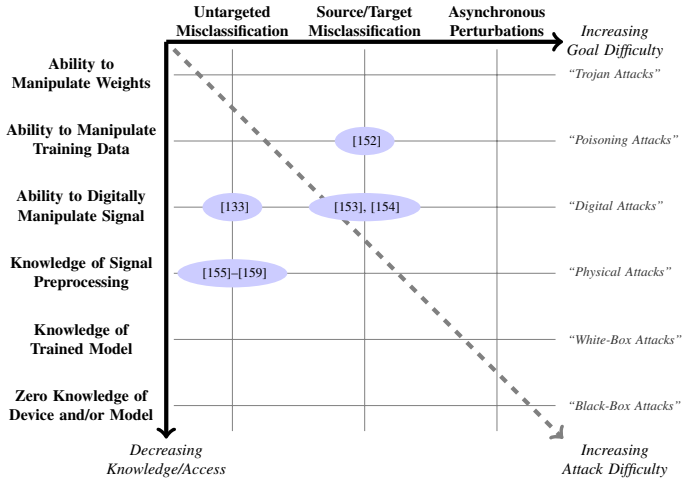 Untargeted Source/Target Asynchronous
Misclassification Misclassification Perturbations
Increasing
Goal Difficulty
Ability to
Manipulate Weights
“Trojan Attacks”
Ability to Manipulate
Training Data
[152]
“Poisoning Attacks”
Ability to Digitally
Manipulate Signal
[133]
[153], [154]
“Digital Attacks”
Knowledge of Signal
Preprocessing
[155]–[159]
“Physical Attacks”
Knowledge of
Trained Model
“White-Box Attacks”
Zero Knowledge of
Device and/or Model
“Black-Box Attacks”
Decreasing
Knowledge/Access
Increasing
Attack Difficulty